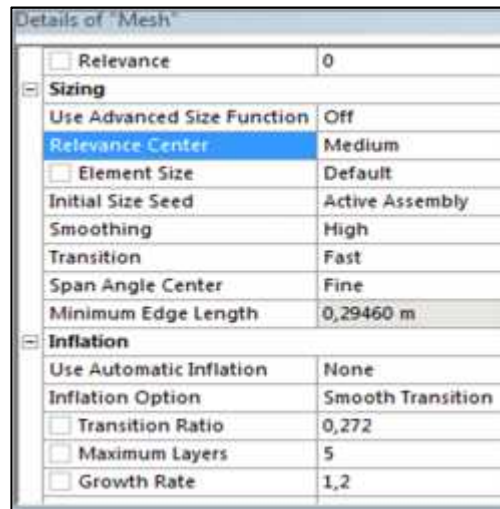 Details of "Mesh"
Relevance 0
Sizing
Use Advanced Size Function Off
Relevance Center Medium
Element Size Default
Initial Size Seed Active Assembly
Smoothing High
Transition Fast
Span Angle Center Fine
Minimum Edge Length 0,29460 m
Inflation
Use Automatic Inflation None
Inflation Option Smooth Transition
Transition Ratio 0,272
Maximum Layers 5
Growth Rate 1,2